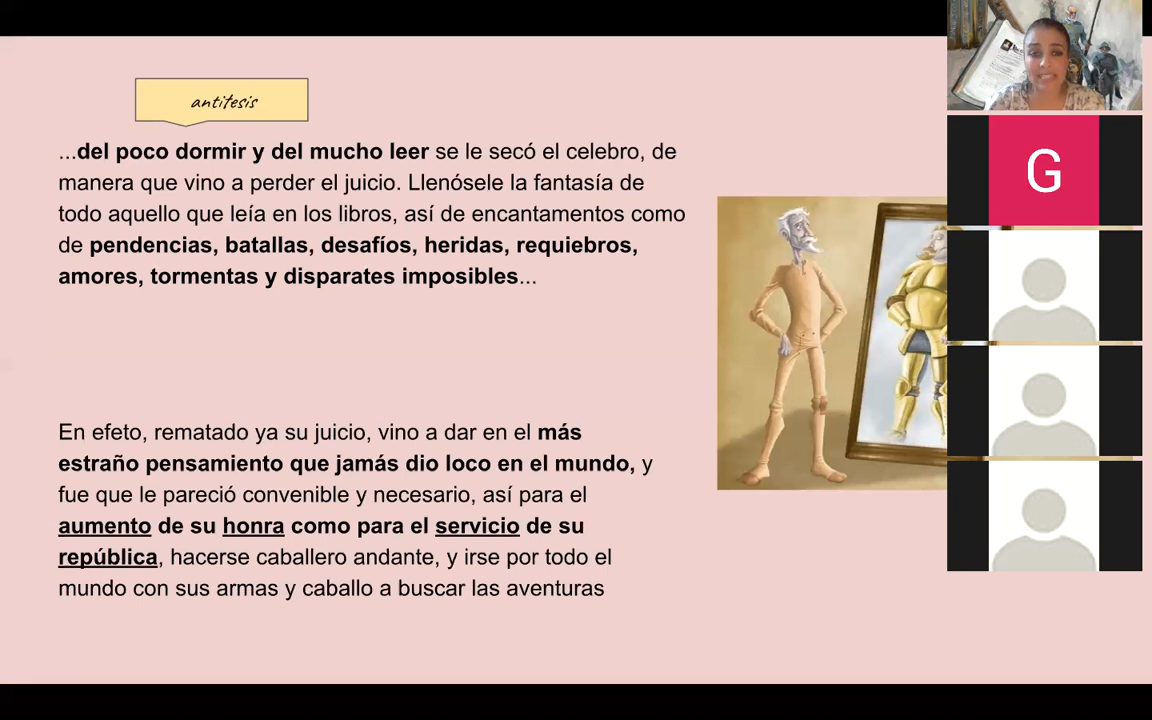 antitesis
...del poco dormir y del mucho leer se le secó el celebro, de
manera que vino a perder el juicio. Llenósele la fantasía de
todo aquello que leía en los libros, así de encantamentos como
de pendencias, batallas, desafíos, heridas, requiebros,
amores, tormentas y disparates imposibles...
En efeto, rematado ya su juicio, vino a dar en el más
estraño pensamiento que jamás dio loco en el mundo, y
fue que le pareció convenible y necesario, así para el
aumento de su honra como para el servicio de su
república, hacerse caballero andante, y irse por todo el
mundo con sus armas y caballo a buscar las aventuras
G